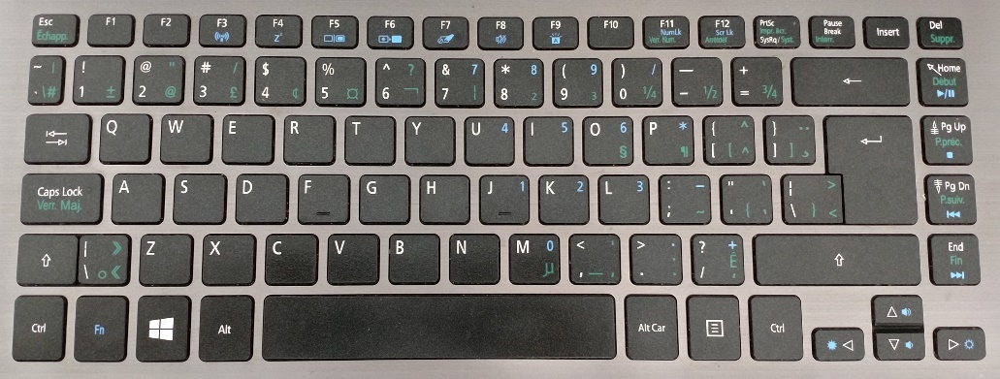 Esc F1 F2 F3 F4 F5 F6 F7 F8 F9 F10 F11 F12 PrtSc Pause Insert Del
Échapp. Zz NumLk Scr Lk Impr. écr. Break Suppr.
Verr. Num. Arrêtdéf SysRq/Syst. Interr.
~ | ! @ " # / $ % ^ ? & 7 * 8 ( 9 ) / — + Home
` \ # 1 ± 2 @ 3 £ 4 ¢ 5 ¤ 6 ¬ 7 ¦ 8 ² 9 ³ 0 ¼ - ½ = ¾ Début
Q W E R T Y U 4 I 5 O 6 P * { ^ } ¨ Pg Up
§ ¶ [ [ ^ ] ] P.préc.
Caps Lock A S D F G H J 1 K 2 L 3 : – " ` ¦ > Pg Dn
Verr. Maj. ; ~ ' { \ } < P.suiv.
¦ » Z X C V B N M 0 < ' > . ? + End
\ ° « µ , _ . / É Fin
Ctrl Fn Alt Alt Car Ctrl